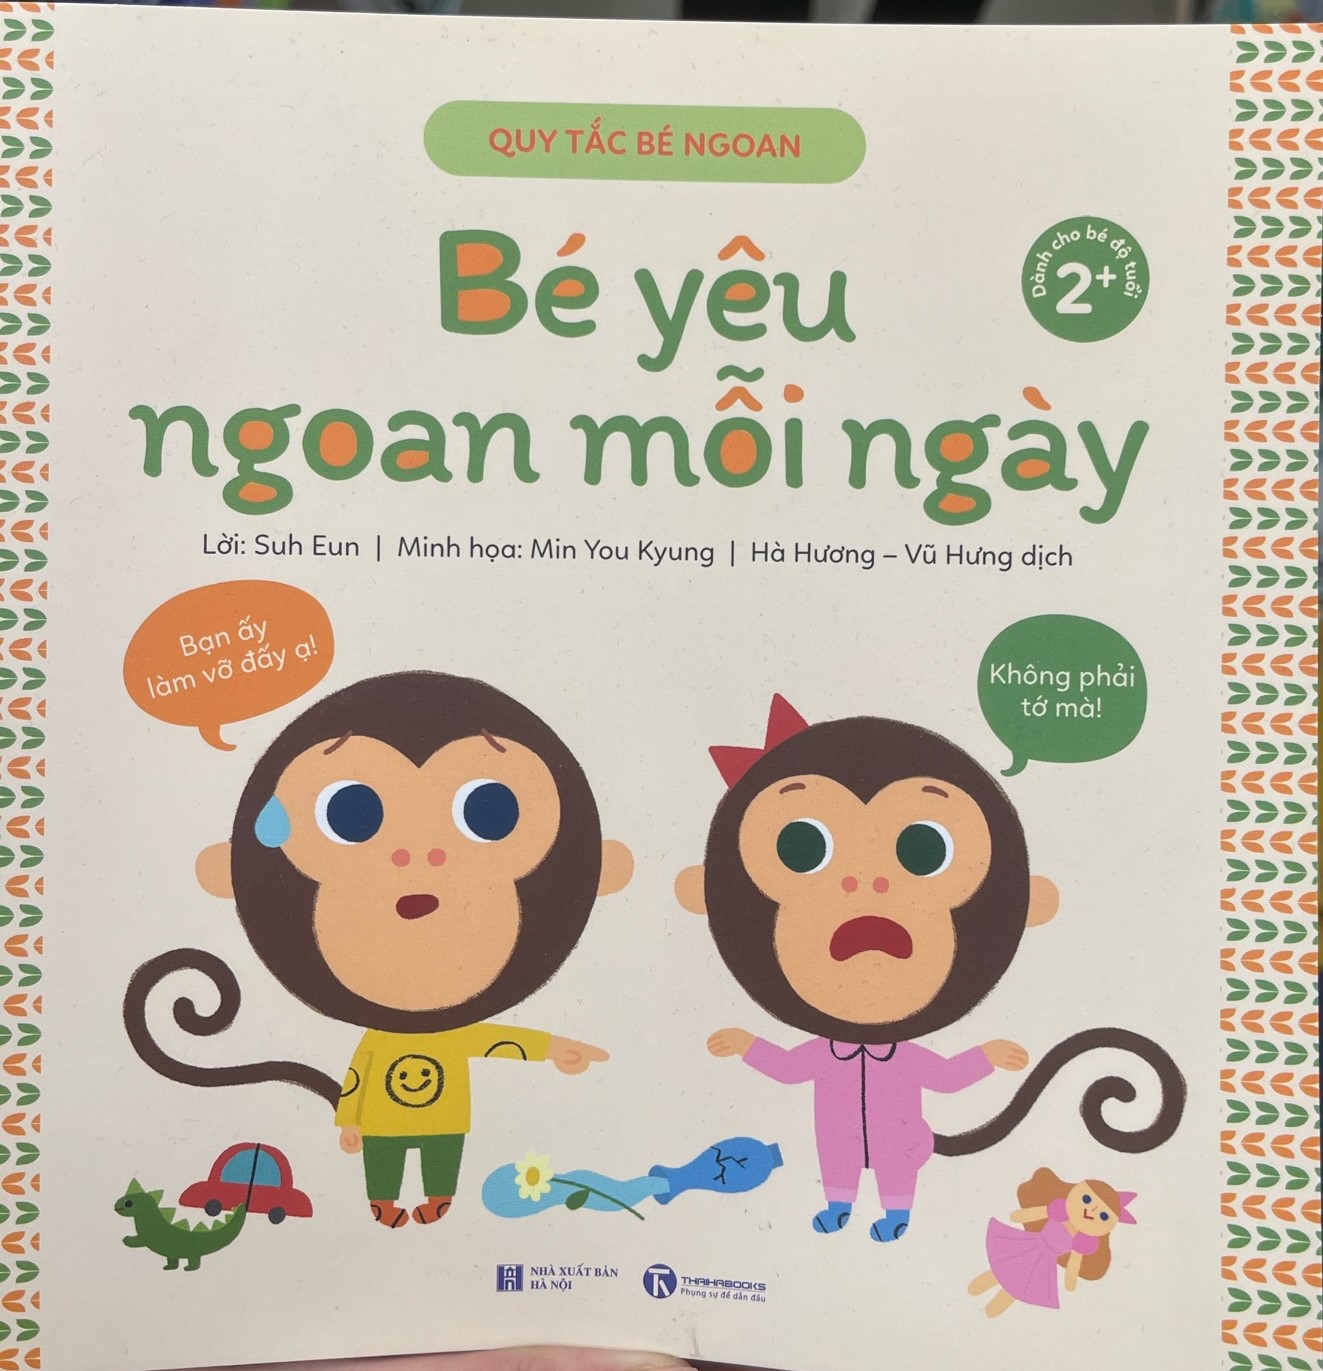 QUY TẮC BÉ NGOAN
Bé yêu
ngoan mỗi ngày
Dành cho bé độ tuổi
2+
Lời: Suh Eun | Minh họa: Min You Kyung | Hà Hương – Vũ Hưng dịch
Bạn ấy
làm vỡ đấy ạ!
Không phải
tớ mà!
NHÀ XUẤT BẢN
HÀ NỘI
THAIHABOOKS
Phụng sự để dẫn đầu